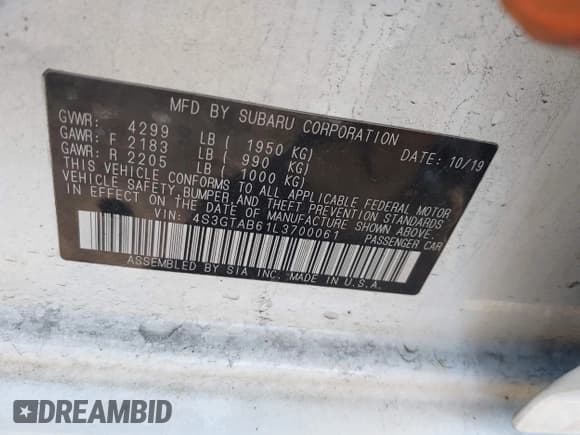 MFD BY SUBARU CORPORATION
GVWR: 4299 LB ( 1950 KG) DATE: 10/19
GAWR: F 2183 LB ( 990 KG)
GAWR: R 2205 LB ( 1000 KG)
THIS VEHICLE CONFORMS TO ALL APPLICABLE FEDERAL MOTOR
VEHICLE SAFETY, BUMPER, AND THEFT PREVENTION STANDARDS
IN EFFECT ON THE DATE OF MANUFACTURE SHOWN ABOVE.
VIN: 4S3GTAB61L3700061 PASSENGER CAR
ASSEMBLED BY SIA INC. MADE IN U.S.A.
DREAMBID
DREAMBID